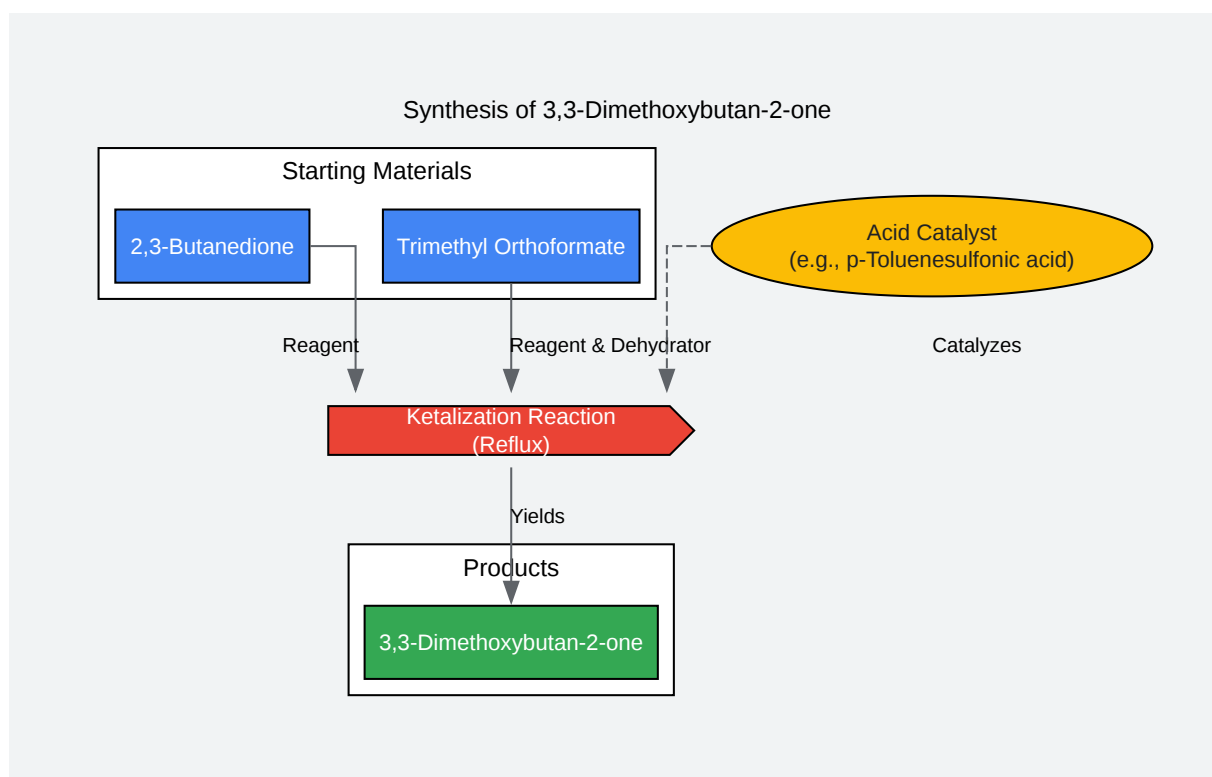 Synthesis of 3,3-Dimethoxybutan-2-one
Starting Materials
2,3-Butanedione
Trimethyl Orthoformate
Acid Catalyst
(e.g., p-Toluenesulfonic acid)
Reagent
Reagent & Dehydrator
Catalyzes
Ketalization Reaction
(Reflux)
Yields
Products
3,3-Dimethoxybutan-2-one